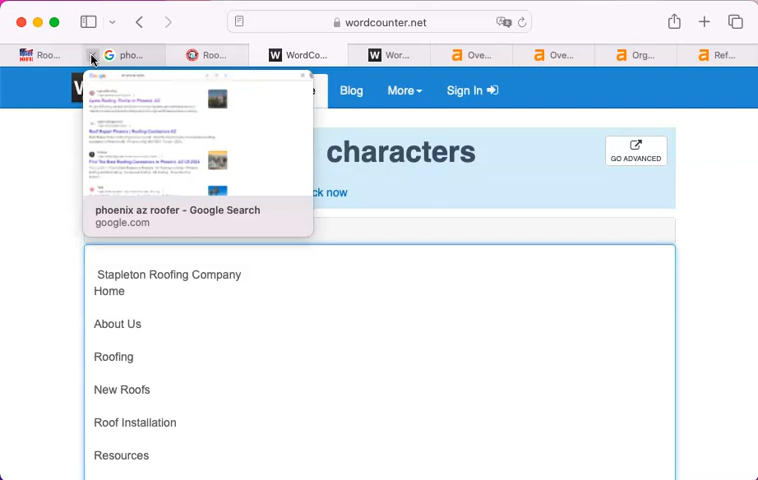 wordcounter.net
Roo...
pho...
Roo...
WordCo...
Wor...
Ove...
Ove...
Org...
Ref...
W
Blog
More
Sign In
characters
GO ADVANCED
ck now
Google
phoenix az roofer - Google Search
google.com
Stapleton Roofing Company
Home
About Us
Roofing
New Roofs
Roof Installation
Resources